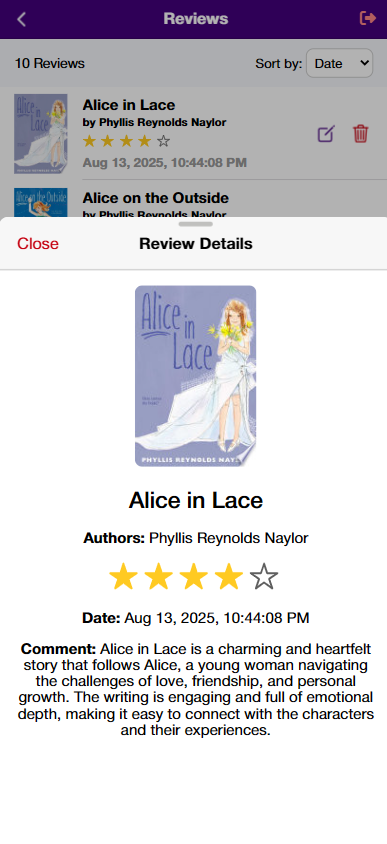 Reviews
10 Reviews
Sort by: Date
Alice in Lace
by Phyllis Reynolds Naylor
Aug 13, 2025, 10:44:08 PM
Alice on the Outside
by Phyllis Reynolds Naylor
Close
Review Details
Alice in
Lace
PHYLLIS REYNOLDS NAY
Alice in Lace
Authors: Phyllis Reynolds Naylor
Date: Aug 13, 2025, 10:44:08 PM
Comment: Alice in Lace is a charming and heartfelt
story that follows Alice, a young woman navigating
the challenges of love, friendship, and personal
growth. The writing is engaging and full of emotional
depth, making it easy to connect with the characters
and their experiences.